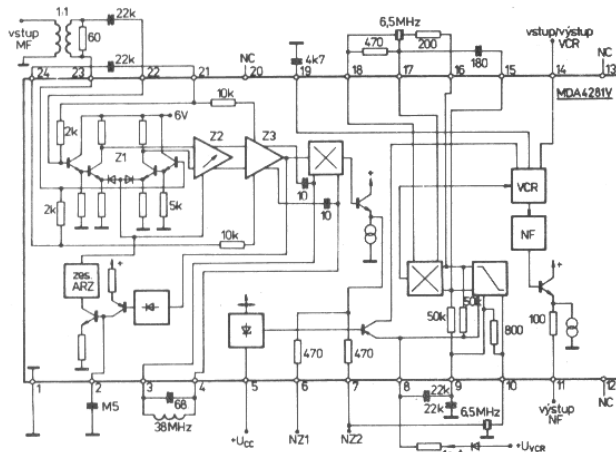 1:1
22k
vstup
MF
60
22k
NC
4k7
6,5MHz
470
200
180
vstup/výstup
VCR
NC
24
23
22
21
20
19
18
17
16
15
14
13
MDA4281V
10k
6V
2k
Z1
Z2
Z3
2k
5k
10
10
10k
VCR
NF
zes.
ARZ
+
+
+
+
50k
50k
800
100
470
470
1
2
3
4
5
6
7
8
9
10
11
12
M5
68
38MHz
+UCC
NZ1
NZ2
22k
22k
6,5MHz
+UVCR
výstup
NF
NC